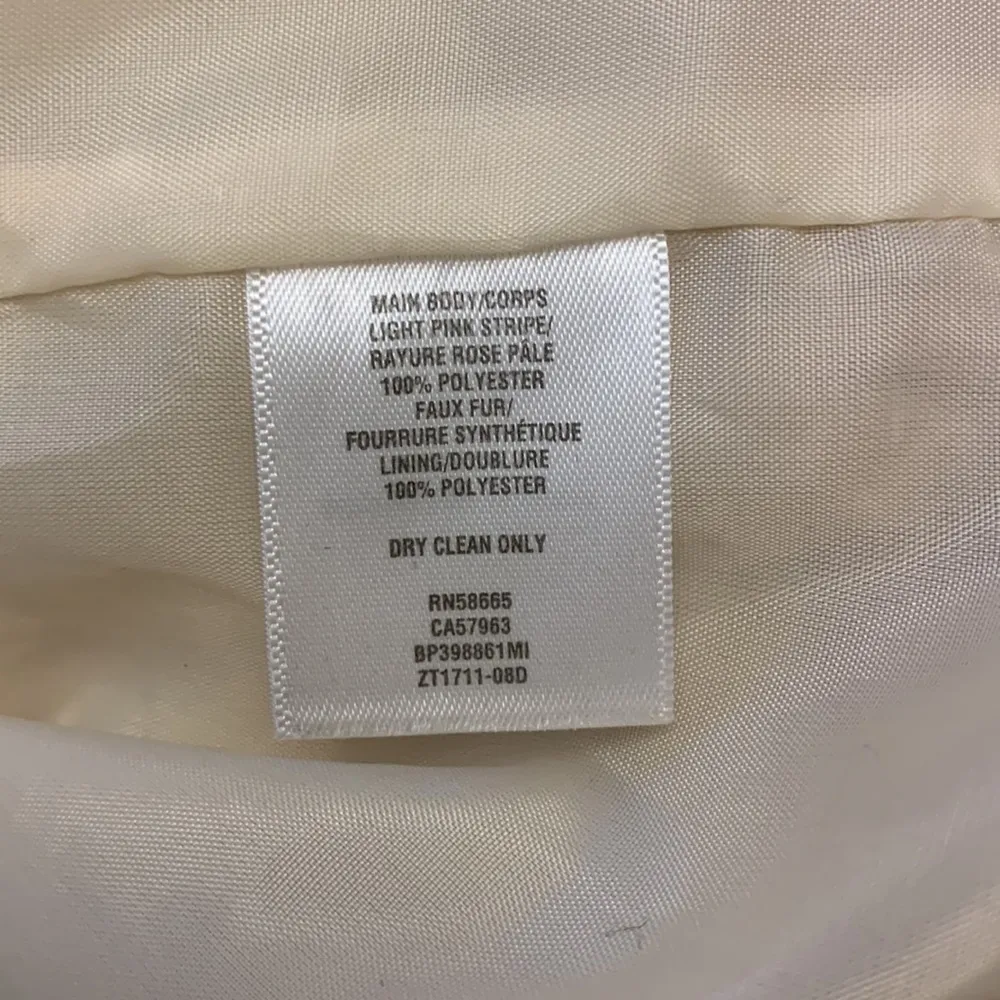 MAIN BODY/CORPS
LIGHT PINK STRIPE/
RAYURE ROSE PÂLE
100% POLYESTER
FAUX FUR/
FOURRURE SYNTHÉTIQUE
LINING/DOUBLURE
100% POLYESTER
DRY CLEAN ONLY
RN58665
CA57963
BP398861MI
ZT1711-08D